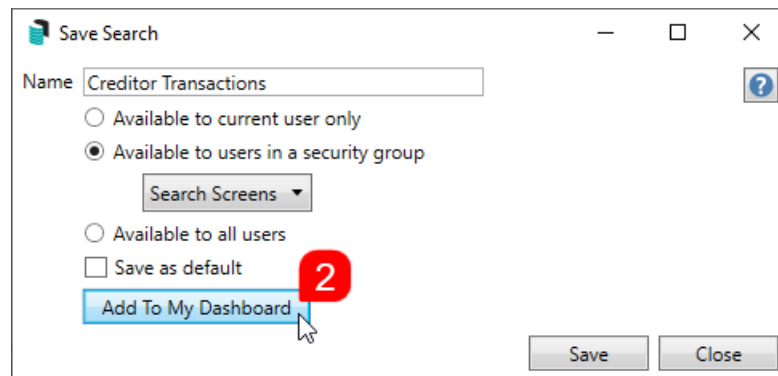 Save Search
Name Creditor Transactions
?
Available to current user only
Available to users in a security group
Search Screens
Available to all users
Save as default
2
Add To My Dashboard
Save Close